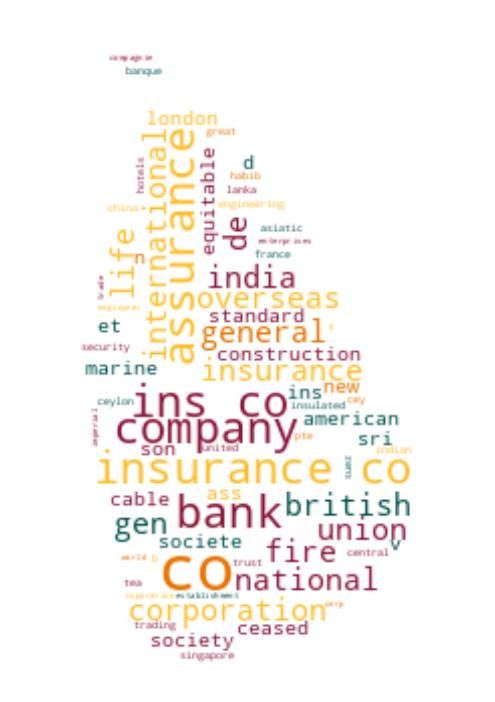 compagnie
banque
london
great
international
assurance
hotels
equitable
d
habib
lanka
china
engineering
life
de
asiatic
enterprises
france
india
overseas
trade
employees
standard
et
general
security
construction
marine
insurance
new
ins
ceylon
ins co
insulated
cey
imperial
company
american
pte
sri
son
united
indian
insurance co
suez
cable
ass
bank
british
gen
union
societe
v
fire
central
world
b
co
trust
tea
national
corporation
establishment
corporation
corp
trading
ceased
society
singapore